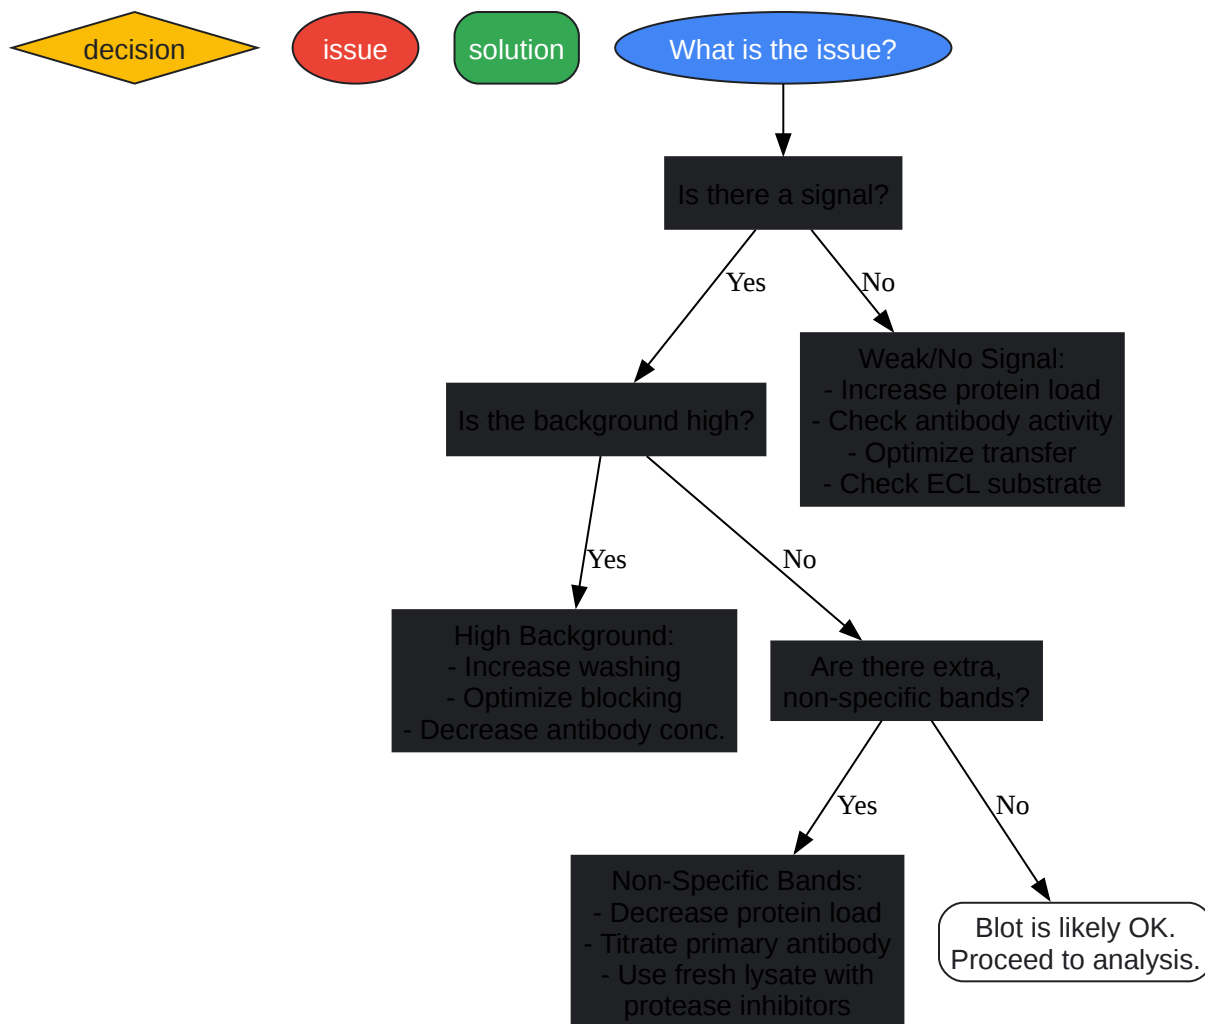 decision
issue
solution
What is the issue?
Is there a signal?
Yes
No
Weak/No Signal:
- Increase protein load
- Check antibody activity
- Optimize transfer
- Check ECL substrate
Is the background high?
Yes
No
High Background:
- Increase washing
- Optimize blocking
- Decrease antibody conc.
Are there extra,
non-specific bands?
Yes
No
Non-Specific Bands:
- Decrease protein load
- Titrate primary antibody
- Use fresh lysate with
protease inhibitors
Blot is likely OK.
Proceed to analysis.